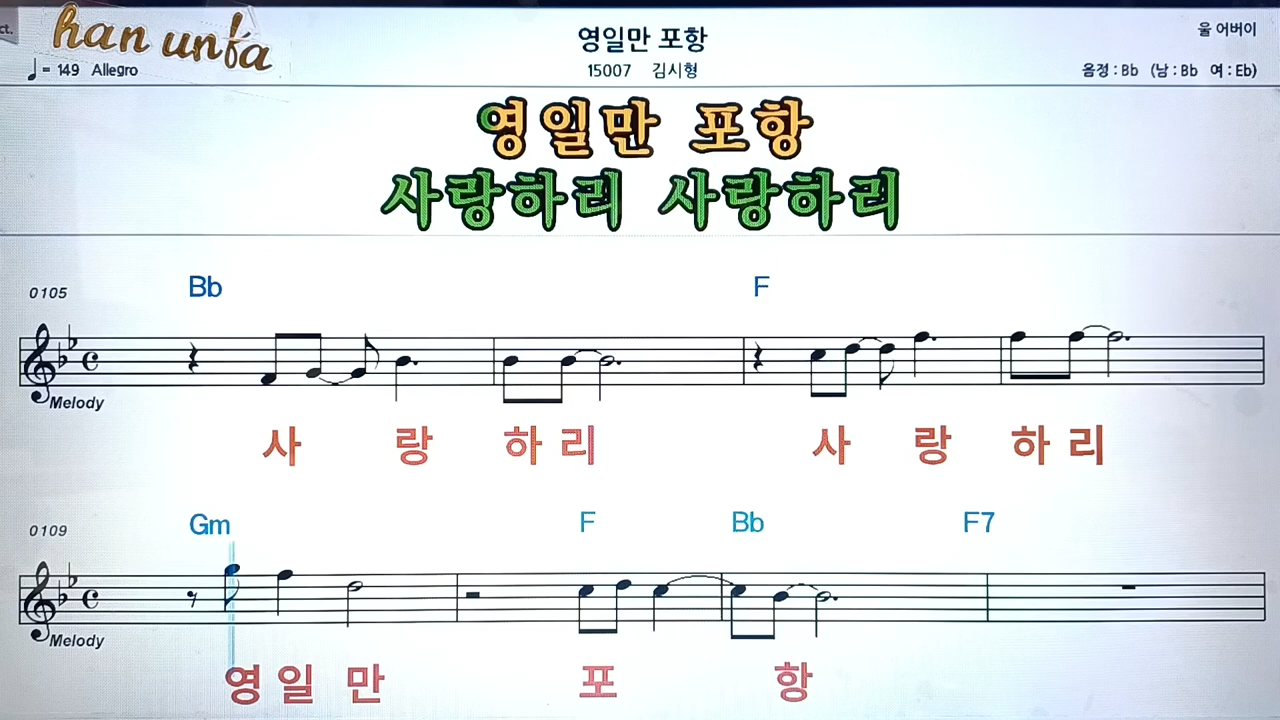 ct.
han unfa
영일만 포항
울 어버이
♩= 149 Allegro
15007 김시형
음정 : Bb (남 : Bb 여 : Eb)
영일만 포항
사랑하리 사랑하리
0105
Bb F
Melody
사 랑 하 리 사 랑 하 리
0109
Gm F Bb F7
Melody
영 일 만 포 항